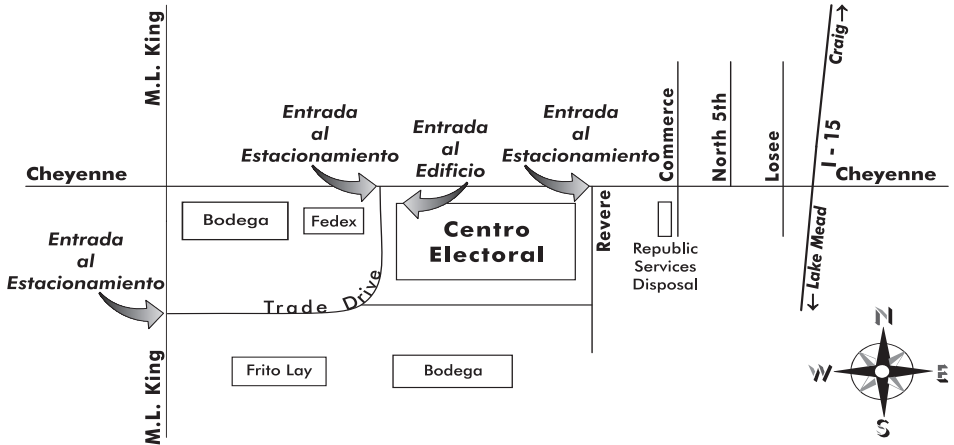 M.L. King
Craig →
Entrada
al
Estacionamiento
Entrada
al
Edificio
Entrada
al
Estacionamiento
Commerce
North 5th
Losee
I - 15
Cheyenne
Cheyenne
Bodega
Fedex
Centro
Electoral
Revere
Republic
Services
Disposal
← Lake Mead
Entrada
al
Estacionamiento
Trade Drive
Frito Lay
Bodega
M.L. King
N
W
E
S